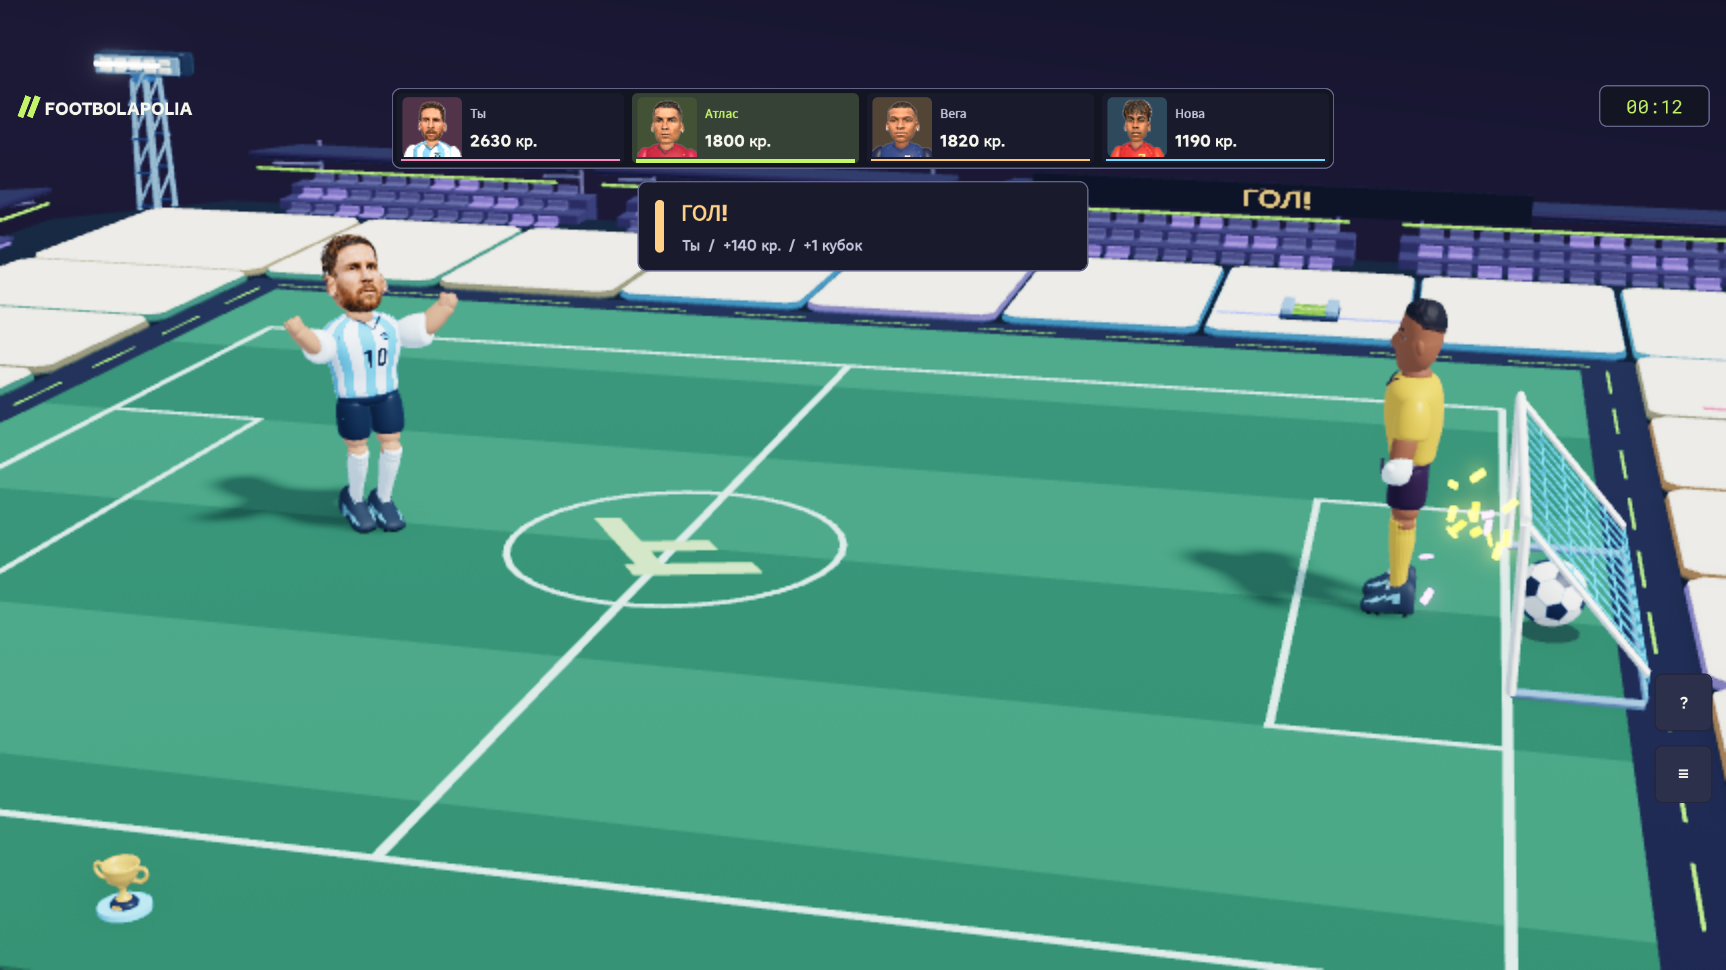 FOOTBOLAPOLIA
Ты
2630 кр.
Атлас
1800 кр.
Вега
1820 кр.
Нова
1190 кр.
00:12
ГОЛ!
Ты / +140 кр. / +1 кубок
ГОЛ!
10
?